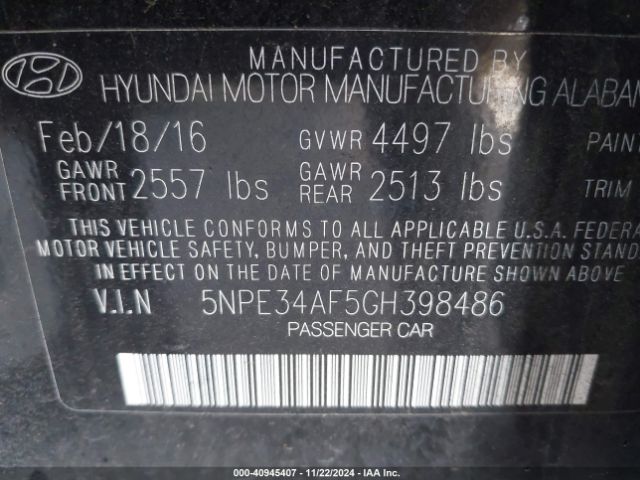 MANUFACTURED BY
HYUNDAI MOTOR MANUFACTURING ALABAM
Feb/18/16 GVWR 4497 lbs PAIN
GAWR FRONT 2557 lbs GAWR REAR 2513 lbs TRIM
THIS VEHICLE CONFORMS TO ALL APPLICABLE U.S.A. FEDERA
MOTOR VEHICLE SAFETY, BUMPER, AND THEFT PREVENTION STAND
IN EFFECT ON THE DATE OF MANUFACTURE SHOWN ABOVE
V.I.N 5NPE34AF5GH398486
PASSENGER CAR
000-40945407 - 11/22/2024 - IAA Inc.